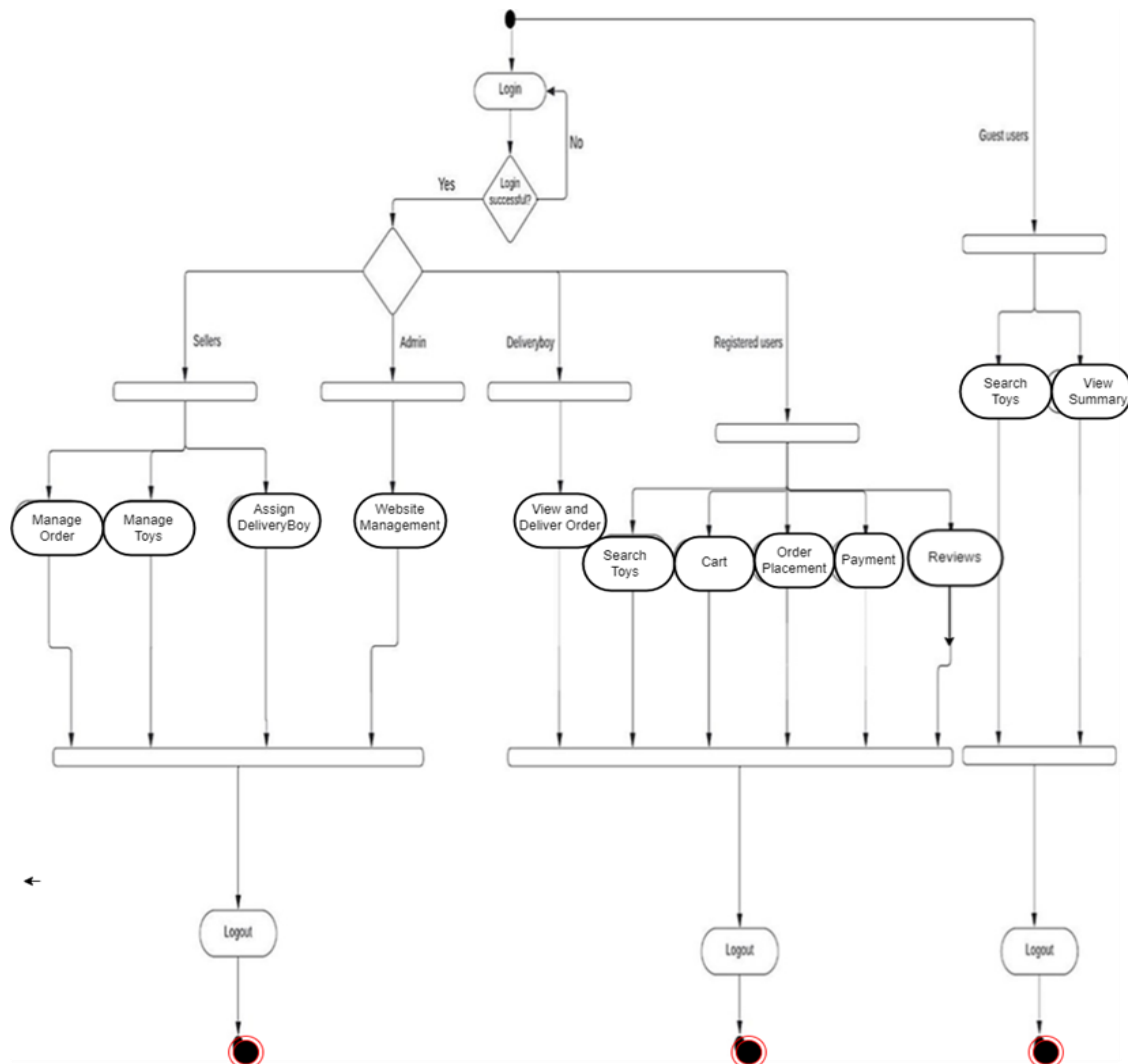 Login
No
Guest users
Yes
Login
successful?
Sellers
Admin
Deliveryboy
Registered users
Search
Toys
View
Summary
Manage
Order
Manage
Toys
Assign
DeliveryBoy
Website
Management
View and
Deliver Order
Search
Toys
Cart
Order
Placement
Payment
Reviews
Logout
Logout
Logout